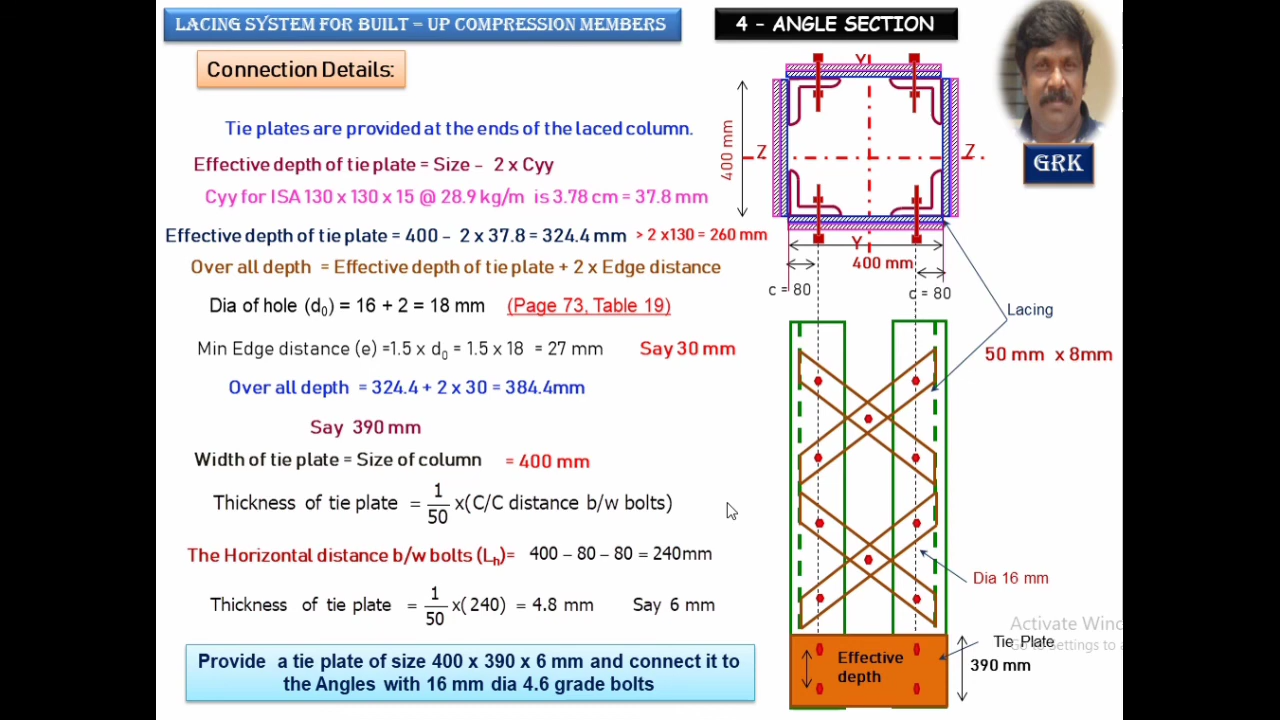 LACING SYSTEM FOR BUILT – UP COMPRESSION MEMBERS
4 – ANGLE SECTION
Connection Details:
Tie plates are provided at the ends of the laced column.
Effective depth of tie plate = Size – 2 x Cyy
Cyy for ISA 130 x 130 x 15 @ 28.9 kg/m is 3.78 cm = 37.8 mm
Effective depth of tie plate = 400 – 2 x 37.8 = 324.4 mm > 2 x130 = 260 mm
Over all depth = Effective depth of tie plate + 2 x Edge distance
Dia of hole (d₀) = 16 + 2 = 18 mm (Page 73, Table 19)
Min Edge distance (e) =1.5 x d₀ = 1.5 x 18 = 27 mm Say 30 mm
Over all depth = 324.4 + 2 x 30 = 384.4mm
Say 390 mm
Width of tie plate = Size of column = 400 mm
Thickness of tie plate = 1/50 x(C/C distance b/w bolts)
The Horizontal distance b/w bolts (Lh)= 400 – 80 – 80 = 240mm
Thickness of tie plate = 1/50 x( 240) = 4.8 mm Say 6 mm
Provide a tie plate of size 400 x 390 x 6 mm and connect it to
the Angles with 16 mm dia 4.6 grade bolts
Y
400 mm
Z
Z
Y
400 mm
c = 80
c = 80
GRK
Lacing
50 mm x 8mm
Dia 16 mm
Activate Wind
Go to Settings to a
Tie Plate
390 mm
Effective
depth